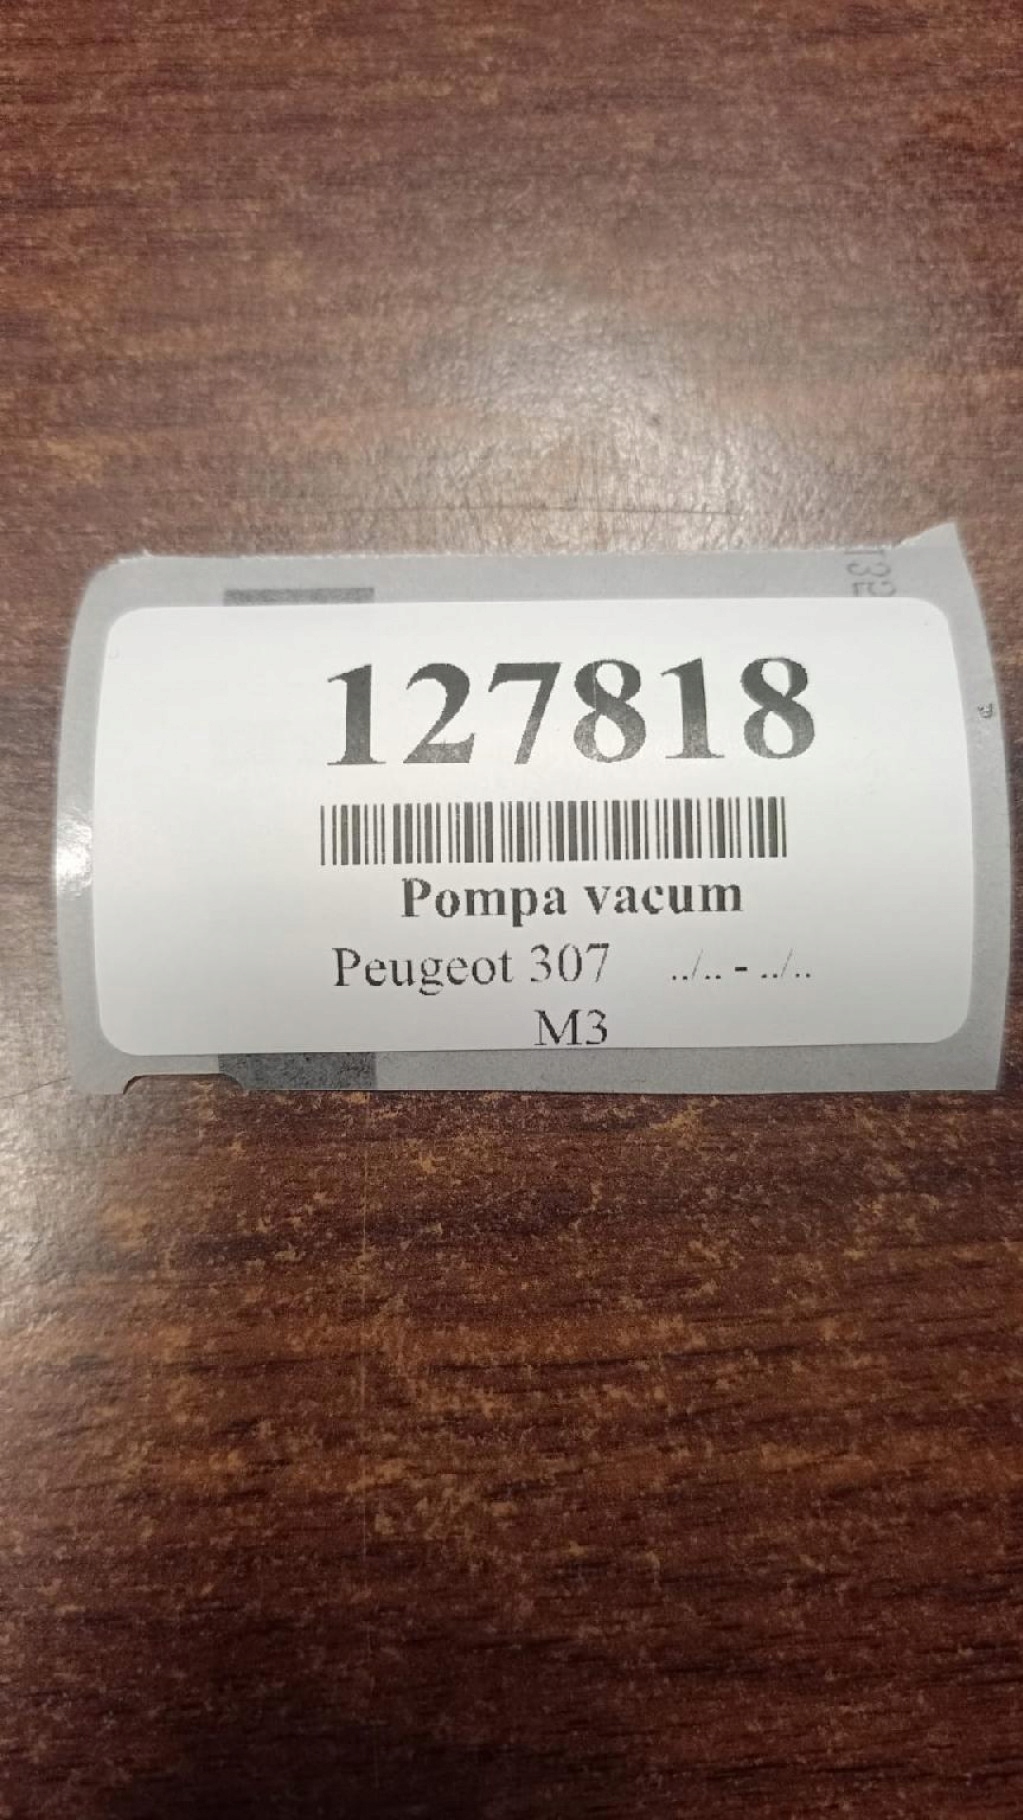 127818
Pompa vacum
Peugeot 307 ../.. - ../..
M3